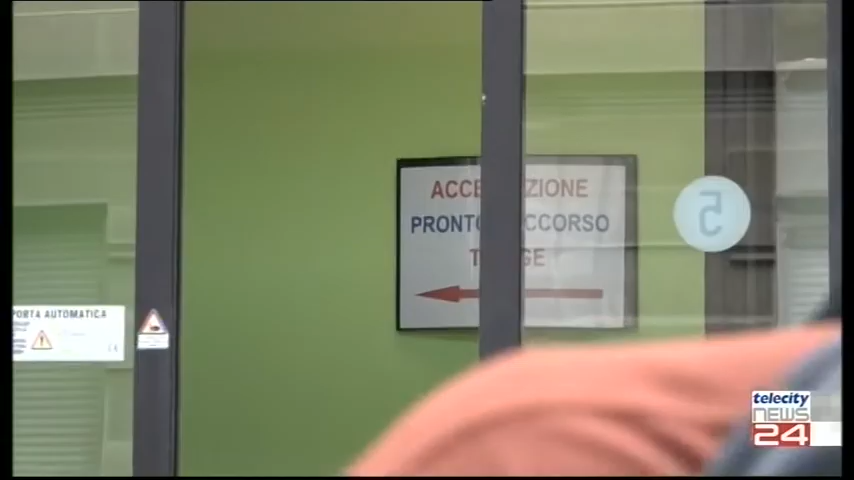 ACCE ZIONE
PRONTO CCORSO
T GE
5
PORTA AUTOMATICA
telecity
NEWS
24